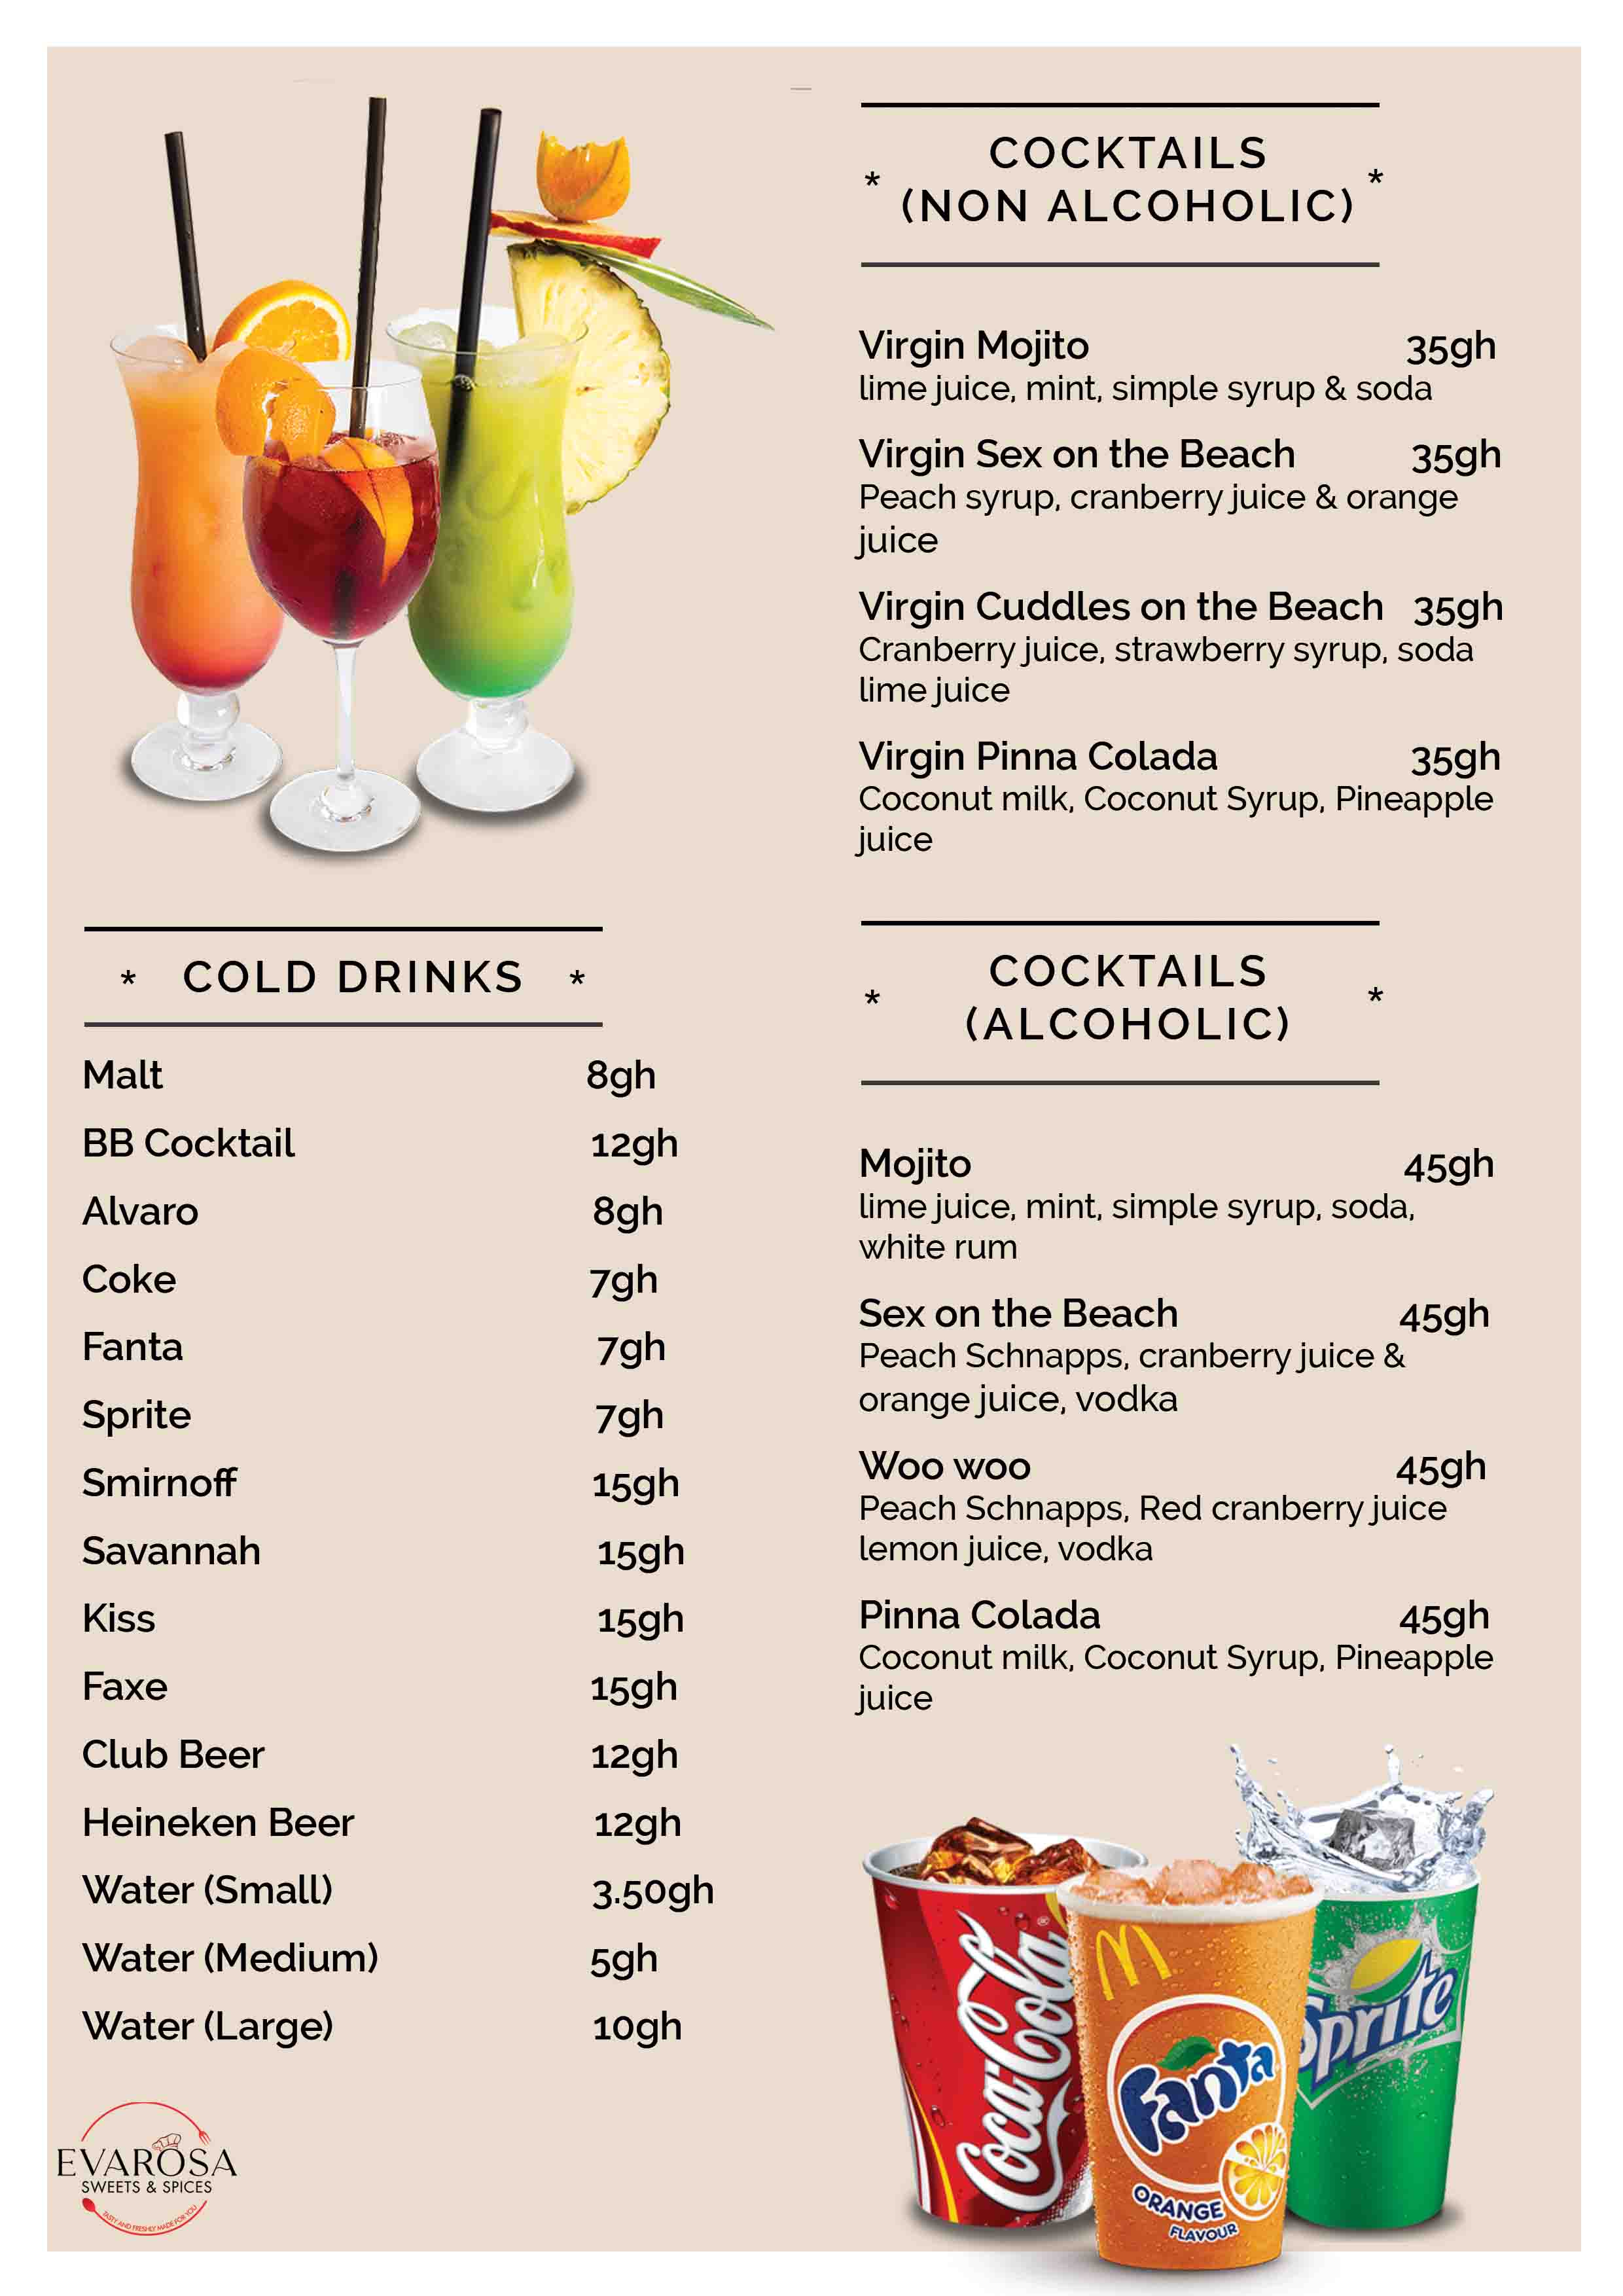 COCKTAILS
* (NON ALCOHOLIC) *
Virgin Mojito 35gh
lime juice, mint, simple syrup & soda
Virgin Sex on the Beach 35gh
Peach syrup, cranberry juice & orange
juice
Virgin Cuddles on the Beach 35gh
Cranberry juice, strawberry syrup, soda
lime juice
Virgin Pinna Colada 35gh
Coconut milk, Coconut Syrup, Pineapple
juice
* COLD DRINKS *
Malt 8gh
BB Cocktail 12gh
Alvaro 8gh
Coke 7gh
Fanta 7gh
Sprite 7gh
Smirnoff 15gh
Savannah 15gh
Kiss 15gh
Faxe 15gh
Club Beer 12gh
Heineken Beer 12gh
Water (Small) 3.50gh
Water (Medium) 5gh
Water (Large) 10gh
COCKTAILS
* (ALCOHOLIC) *
Mojito 45gh
lime juice, mint, simple syrup, soda,
white rum
Sex on the Beach 45gh
Peach Schnapps, cranberry juice &
orange juice, vodka
Woo woo 45gh
Peach Schnapps, Red cranberry juice
lemon juice, vodka
Pinna Colada 45gh
Coconut milk, Coconut Syrup, Pineapple
juice
EVAROSA
SWEETS & SPICES
TASTY AND FRESHLY MADE FOR YOU
Coca-Cola
®
M
Fanta
ORANGE
FLAVOUR
Sprite